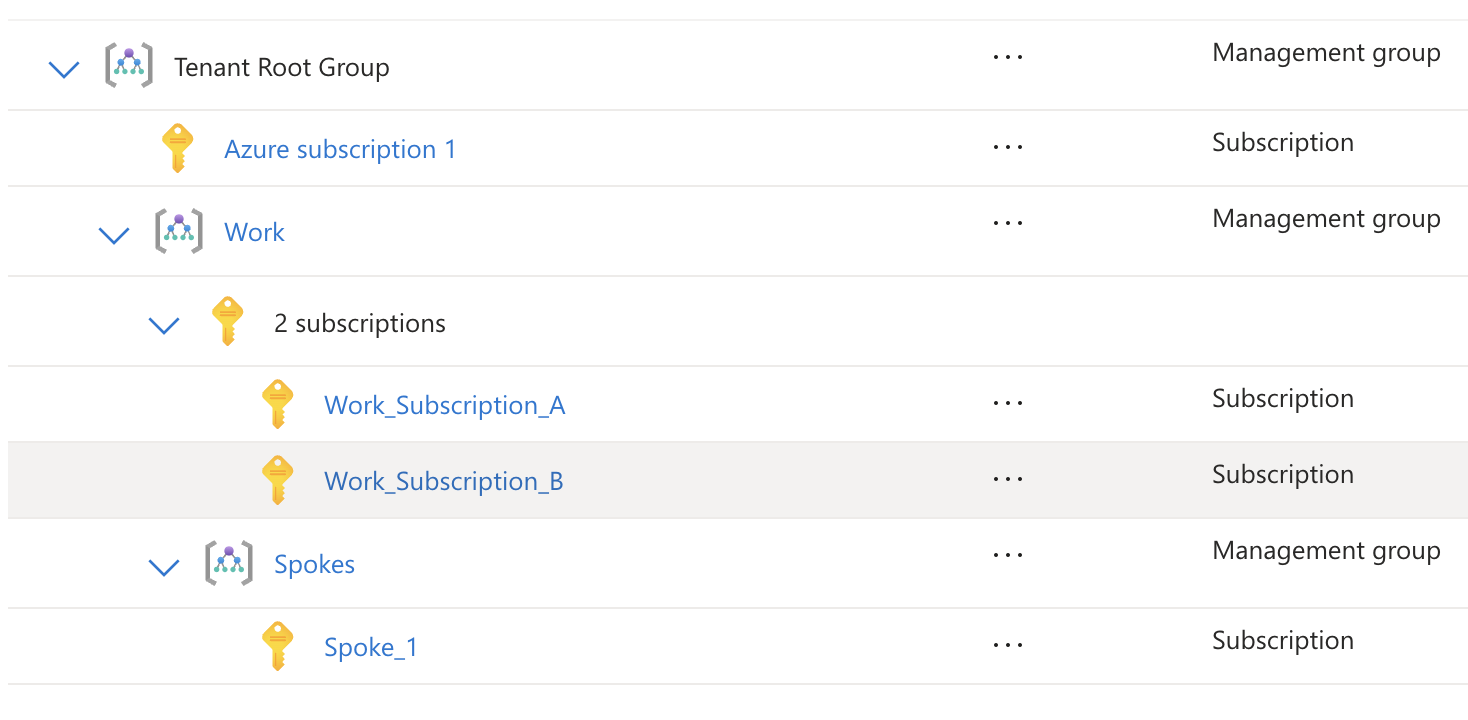 Tenant Root Group ... Management group
Azure subscription 1 ... Subscription
Work ... Management group
2 subscriptions
Work_Subscription_A ... Subscription
Work_Subscription_B ... Subscription
Spokes ... Management group
Spoke_1 ... Subscription